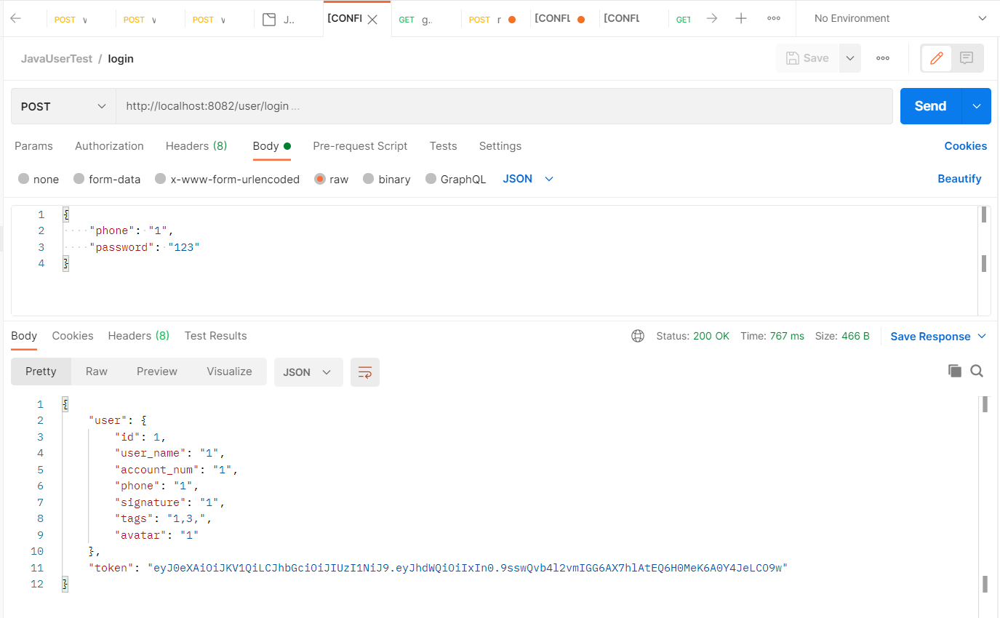 POST v POST v POST v J.. [CONFL GET g.. POST r [CONFL [CONFL GET No Environment
JavaUserTest / login Save
POST http://localhost:8082/user/login ... Send
Params Authorization Headers (8) Body Pre-request Script Tests Settings Cookies
none form-data x-www-form-urlencoded raw binary GraphQL JSON Beautify
1 {
2 "phone": "1",
3 "password": "123"
4 }
Body Cookies Headers (8) Test Results Status: 200 OK Time: 767 ms Size: 466 B Save Response
Pretty Raw Preview Visualize JSON
1 {
2 "user": {
3 "id": 1,
4 "user_name": "1",
5 "account_num": "1",
6 "phone": "1",
7 "signature": "1",
8 "tags": "1,3,",
9 "avatar": "1"
10 },
11 "token": "eyJ0eXAiOiJKV1QiLCJhbGciOiJIUzI1NiJ9.eyJhdWQiOiIxIn0.9sswQvb4l2vmIGG6AX7hlAtEQ6H0MeK6A0Y4JeLCO9w"
12 }